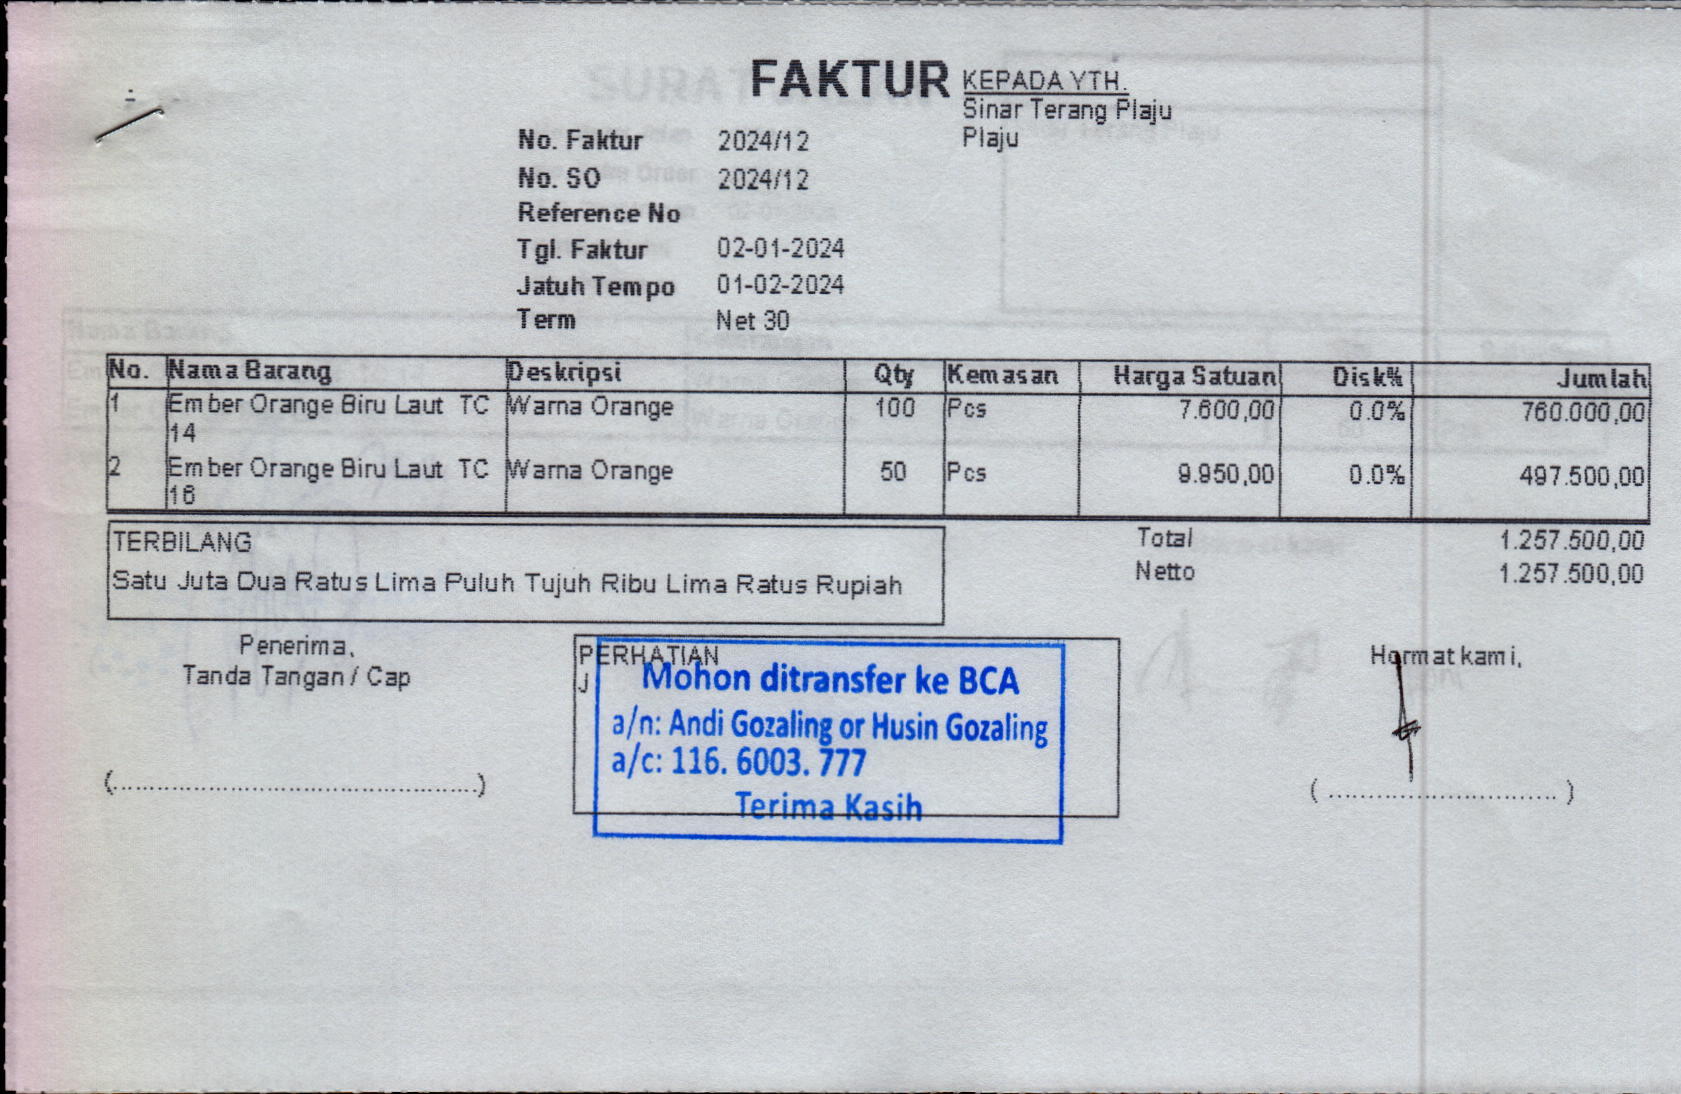 FAKTUR
KEPADA YTH.
Sinar Terang Plaju
Plaju
No. Faktur 2024/12
No. SO 2024/12
Reference No
Tgl. Faktur 02-01-2024
Jatuh Tempo 01-02-2024
Term Net 30
No. Nama Barang Deskripsi Qty Kemasan Harga Satuan Disk% Jumlah
1 Ember Orange Biru Laut TC Warna Orange 100 Pcs 7.600,00 0.0% 760.000,00
14
2 Ember Orange Biru Laut TC Warna Orange 50 Pcs 9.950,00 0.0% 497.500,00
16
TERBILANG
Satu Juta Dua Ratus Lima Puluh Tujuh Ribu Lima Ratus Rupiah
Total 1.257.500,00
Netto 1.257.500,00
Penerima,
Tanda Tangan / Cap
(................................................)
PERHATIAN
J
Mohon ditransfer ke BCA
a/n: Andi Gozaling or Husin Gozaling
a/c: 116. 6003. 777
Terima Kasih
Hormat kami,
(..............................)